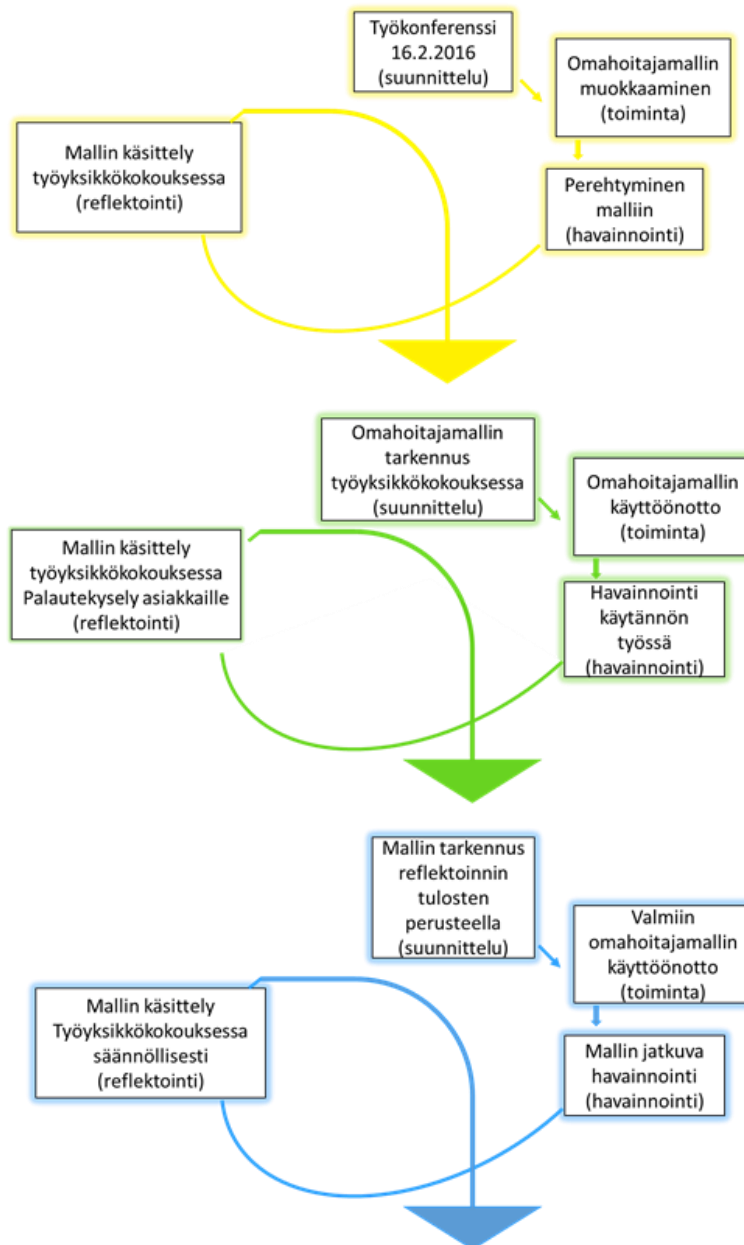 Työkonferenssi
16.2.2016
(suunnittelu)
Omahoitajamallin
muokkaaminen
(toiminta)
Perehtyminen
malliin
(havainnointi)
Mallin käsittely
työyksikkökokouksessa
(reflektointi)
Omahoitajamallin
tarkennus
työyksikkökokouksessa
(suunnittelu)
Omahoitajamallin
käyttöönotto
(toiminta)
Havainnointi
käytännön
työssä
(havainnointi)
Mallin käsittely
työyksikkökokouksessa
Palautekysely asiakkaille
(reflektointi)
Mallin tarkennus
reflektoinnin
tulosten
perusteella
(suunnittelu)
Valmiin
omahoitajamallin
käyttöönotto
(toiminta)
Mallin jatkuva
havainnointi
(havainnointi)
Mallin käsittely
Työyksikkökokouksessa
säännöllisesti
(reflektointi)